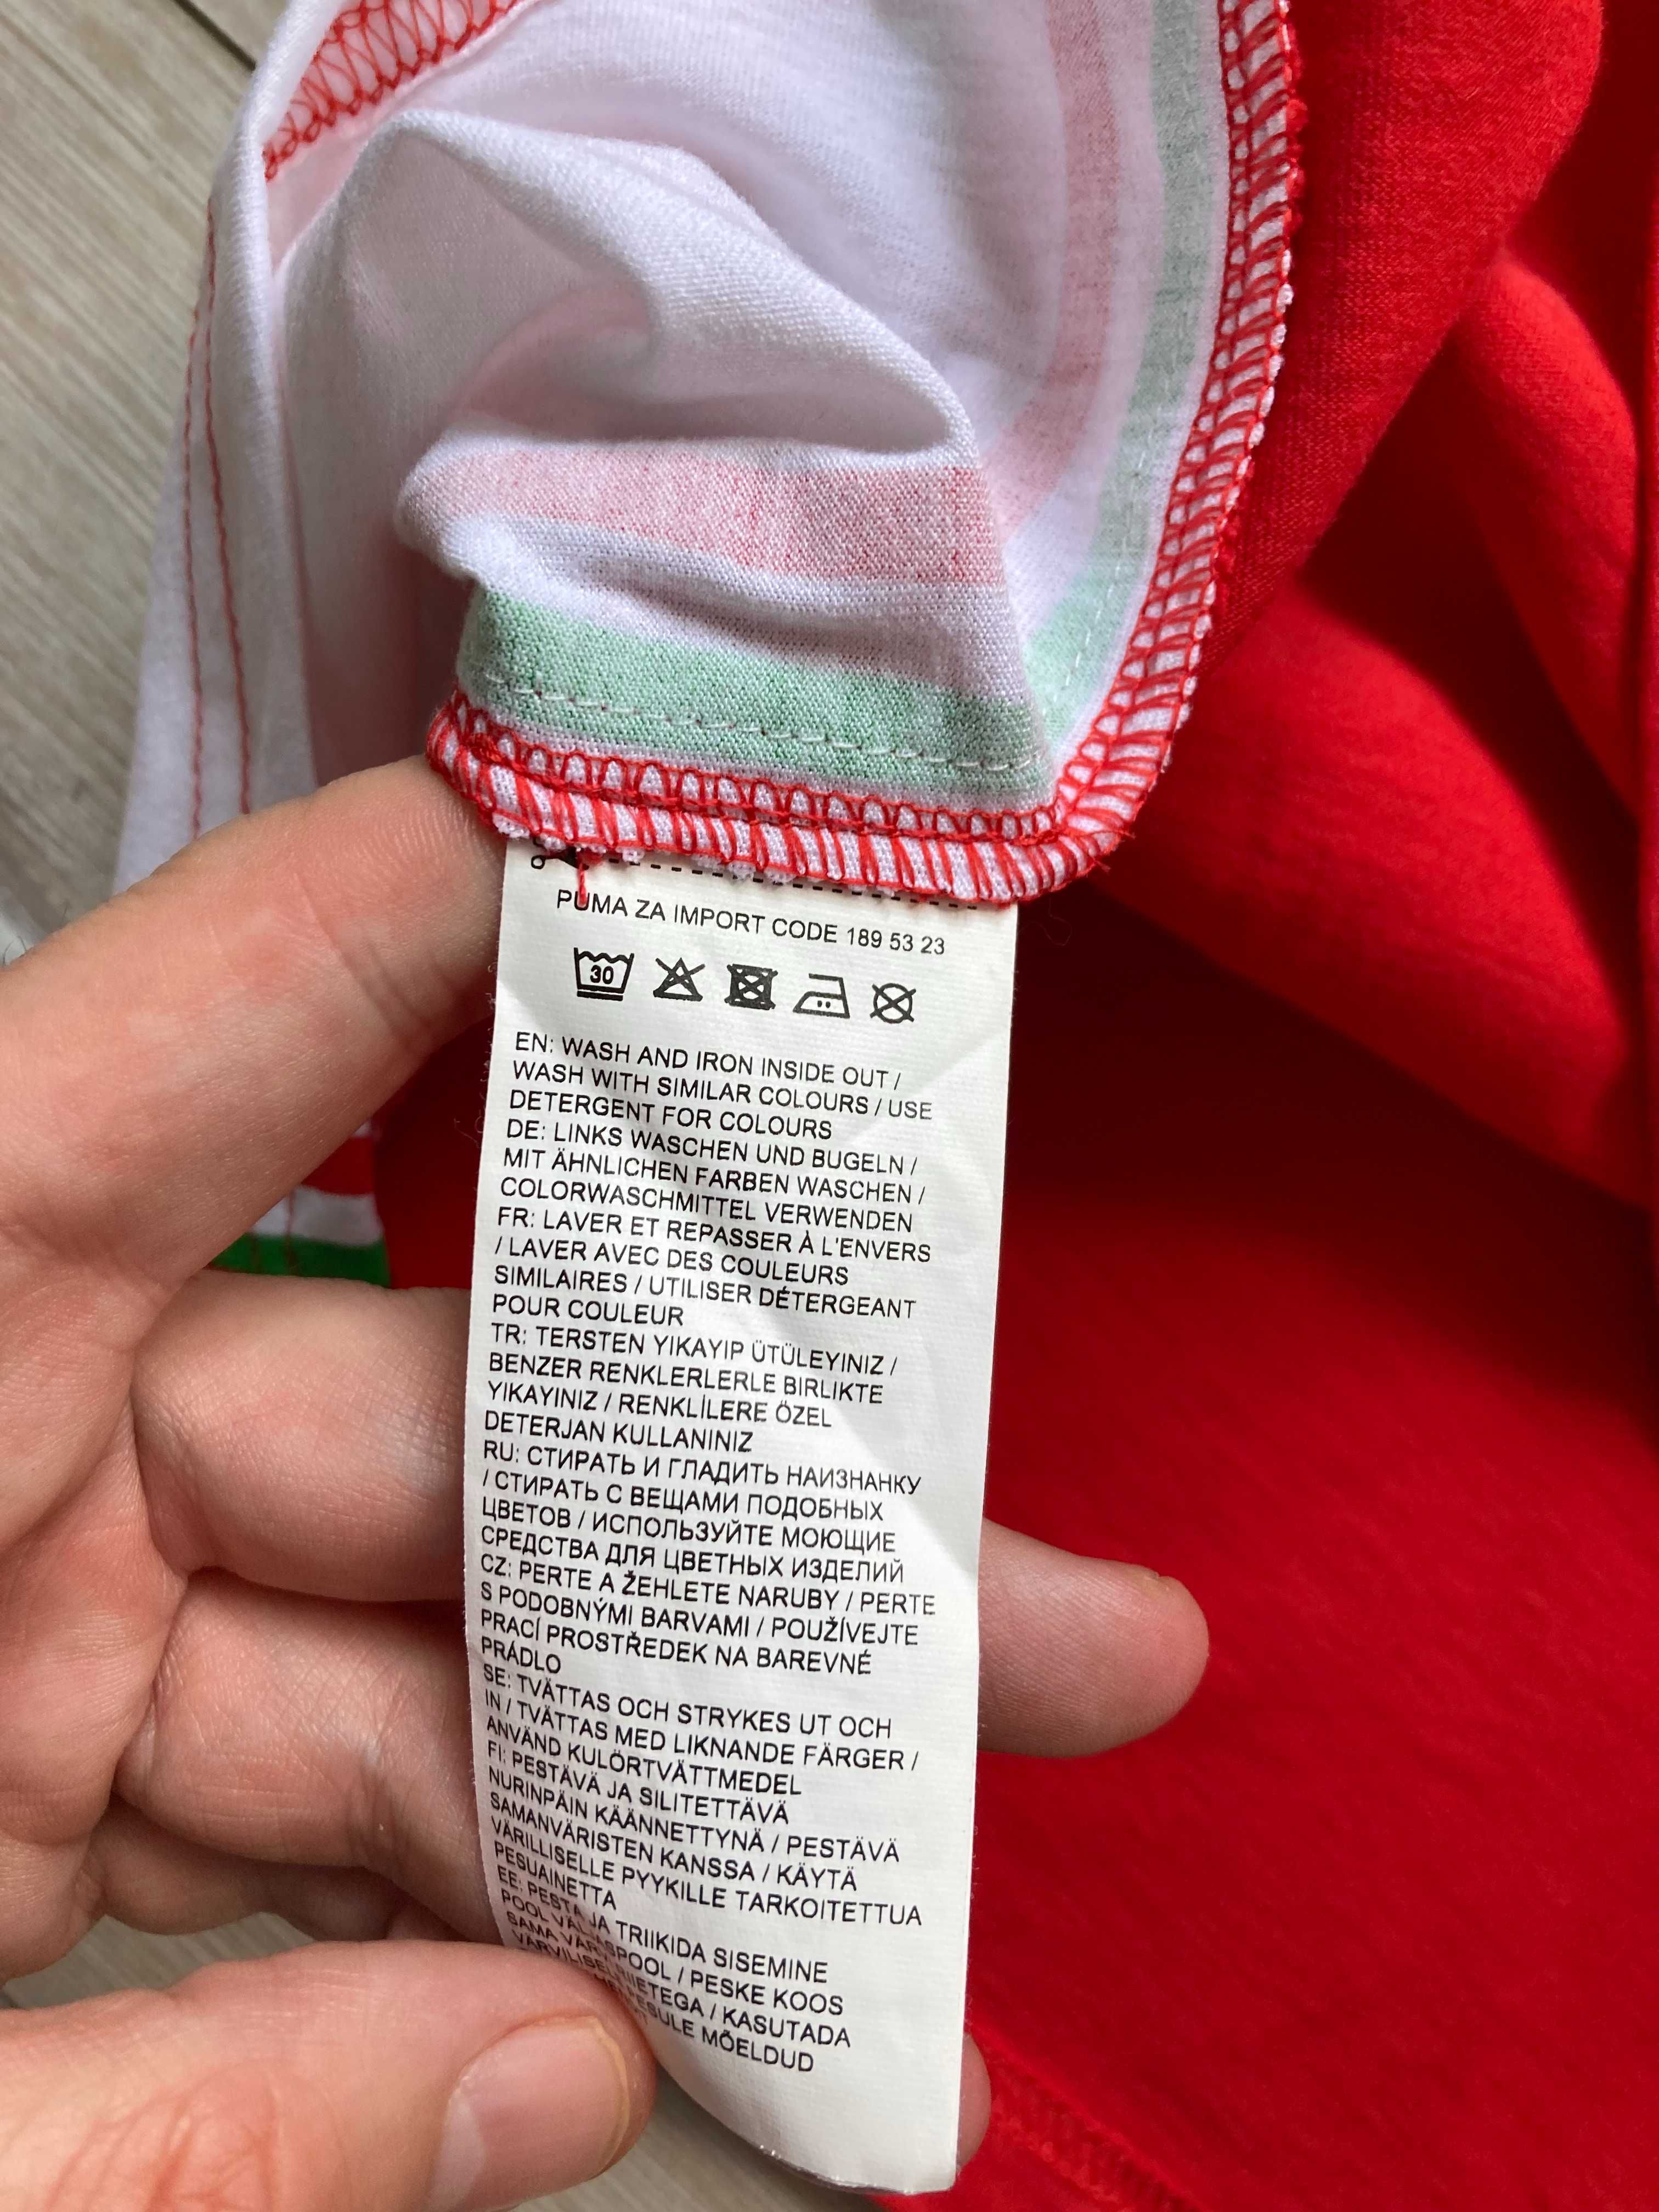 PUMA ZA IMPORT CODE 189 53 23
30
EN: WASH AND IRON INSIDE OUT /
WASH WITH SIMILAR COLOURS / USE
DETERGENT FOR COLOURS
DE: LINKS WASCHEN UND BUGELN /
MIT ÄHNLICHEN FARBEN WASCHEN /
COLORWASCHMITTEL VERWENDEN
FR: LAVER ET REPASSER À L'ENVERS
/ LAVER AVEC DES COULEURS
SIMILAIRES / UTILISER DÉTERGEANT
POUR COULEUR
TR: TERSTEN YIKAYIP ÜTÜLEYINIZ /
BENZER RENKLERLERLE BIRLIKTE
YIKAYINIZ / RENKLİLERE ÖZEL
DETERJAN KULLANINIZ
RU: СТИРАТЬ И ГЛАДИТЬ НАИЗНАНКУ
/ СТИРАТЬ С ВЕЩАМИ ПОДОБНЫХ
ЦВЕТОВ / ИСПОЛЬЗУЙТЕ МОЮЩИЕ
СРЕДСТВА ДЛЯ ЦВЕТНЫХ ИЗДЕЛИЙ
CZ: PERTE A ŽEHLETE NARUBY / PERTE
S PODOBNÝMI BARVAMI / POUŽÍVEJTE
PRACÍ PROSTŘEDEK NA BAREVNÉ
PRÁDLO
SE: TVÄTTAS OCH STRYKES UT OCH
IN / TVÄTTAS MED LIKNANDE FÄRGER /
ANVÄND KULÖRTVÄTTMEDEL
FI: PESTÄVÄ JA SILITETTÄVÄ
NURINPÄIN KÄÄNNETTYNÄ / PESTÄVÄ
SAMANVÄRISTEN KANSSA / KÄYTÄ
VÄRILLISELLE PYYKILLE TARKOITETTUA
PESUAINETTA
EE: PESTA JA TRIIKIDA SISEMINE
POOL / PESKE KOOS
SAMA / KASUTADA
MÕELDUD